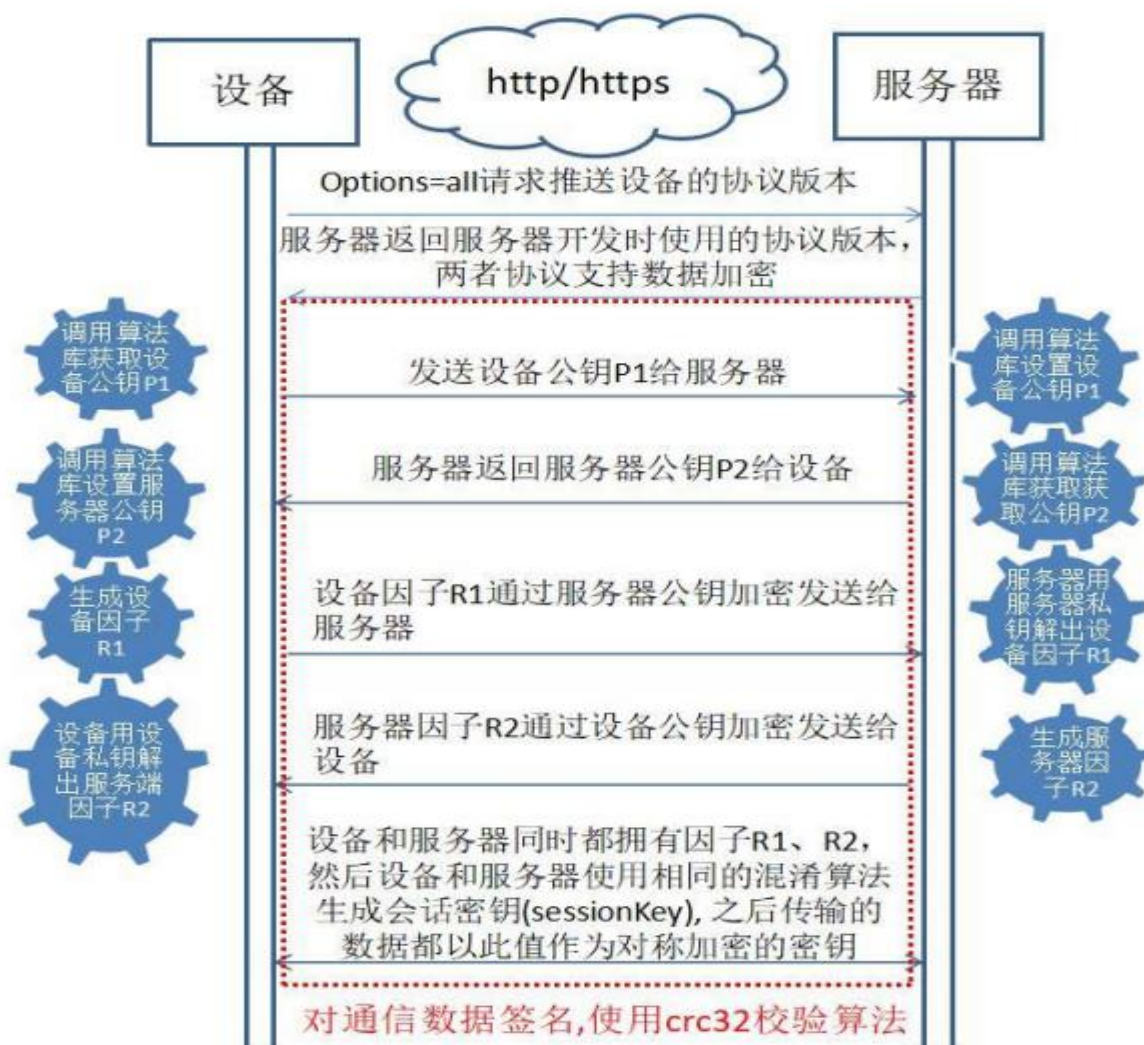 设备
http/https
服务器
Options=all请求推送设备的协议版本
服务器返回服务器开发时使用的协议版本，
两者协议支持数据加密
调用算法
库获取设
备公钥P1
发送设备公钥P1给服务器
调用算法
库设置设
备公钥P1
调用算法
库设置服
务器公钥
P2
服务器返回服务器公钥P2给设备
调用算法
库获取获
取公钥P2
生成设
备因子
R1
设备因子R1通过服务器公钥加密发送给
服务器
服务器用
服务器私
钥解出设
备因子R1
设备用设
备私钥解
出服务端
因子R2
服务器因子R2通过设备公钥加密发送给
设备
生成服
务器因
子R2
设备和服务器同时都拥有因子R1、R2，
然后设备和服务器使用相同的混淆算法
生成会话密钥(sessionKey), 之后传输的
数据都以此值作为对称加密的密钥
对通信数据签名,使用crc32校验算法